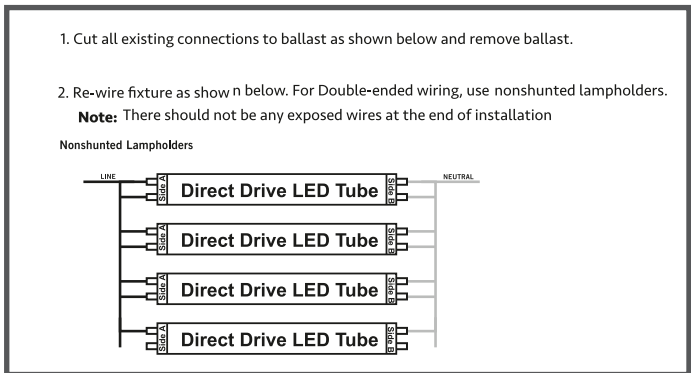 1. Cut all existing connections to ballast as shown below and remove ballast.
2. Re-wire fixture as show n below. For Double-ended wiring, use nonshunted lampholders.
Note: There should not be any exposed wires at the end of installation
Nonshunted Lampholders
LINE NEUTRAL
Side A Direct Drive LED Tube Side B
Side A Direct Drive LED Tube Side B
Side A Direct Drive LED Tube Side B
Side A Direct Drive LED Tube Side B